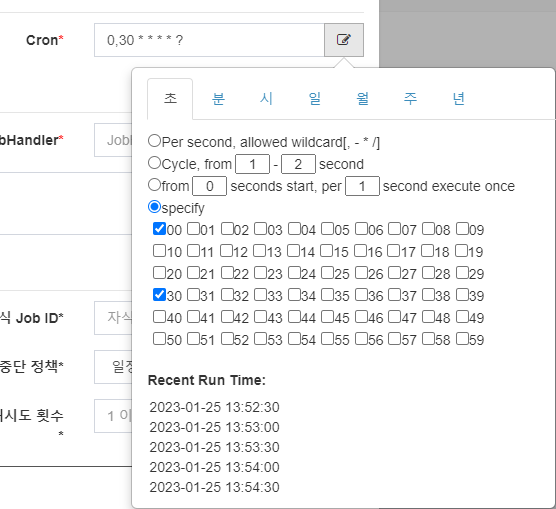 Cron* 0,30 * * * * ?
초 분 시 일 월 주 년
bHandler*
Per second, allowed wildcard[, - * /]
Cycle, from 1 - 2 second
from 0 seconds start, per 1 second execute once
specify
00 01 02 03 04 05 06 07 08 09
10 11 12 13 14 15 16 17 18 19
20 21 22 23 24 25 26 27 28 29
30 31 32 33 34 35 36 37 38 39
40 41 42 43 44 45 46 47 48 49
50 51 52 53 54 55 56 57 58 59
식 Job ID* 자식
중단 정책*
Recent Run Time:
시도 횟수
* 1 이
2023-01-25 13:52:30
2023-01-25 13:53:00
2023-01-25 13:53:30
2023-01-25 13:54:00
2023-01-25 13:54:30